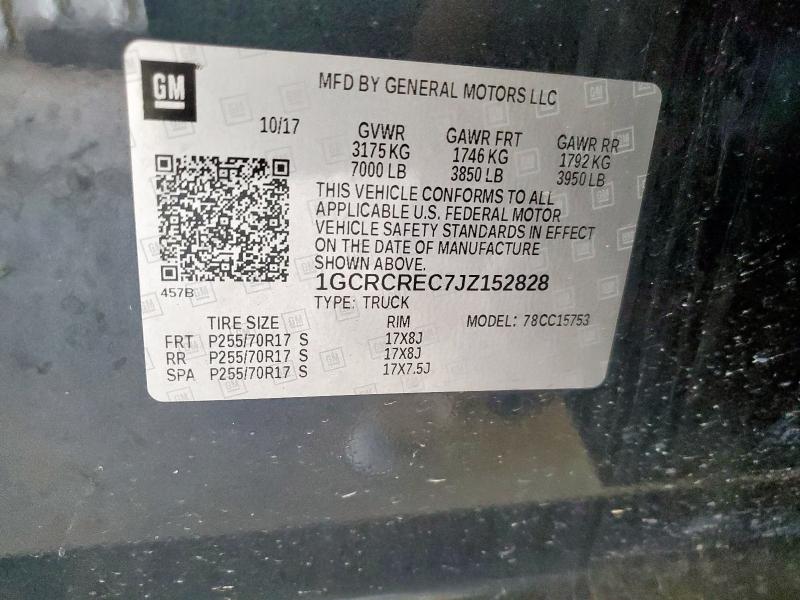 GM
MFD BY GENERAL MOTORS LLC
10/17 GVWR GAWR FRT GAWR RR
3175 KG 1746 KG 1792 KG
7000 LB 3850 LB 3950 LB
THIS VEHICLE CONFORMS TO ALL
APPLICABLE U.S. FEDERAL MOTOR
VEHICLE SAFETY STANDARDS IN EFFECT
ON THE DATE OF MANUFACTURE
SHOWN ABOVE.
457B
1GCRCREC7JZ152828
TYPE: TRUCK
TIRE SIZE RIM MODEL: 78CC15753
FRT P255/70R17 S 17X8J
RR P255/70R17 S 17X8J
SPA P255/70R17 S 17X7.5J